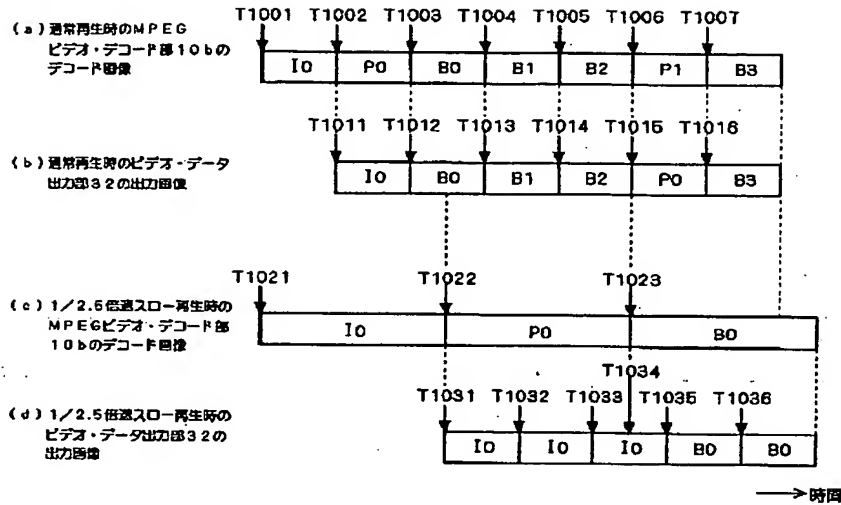 T1001 T1002 T1003 T1004 T1005 T1006 T1007
(a)通常再生時のMPEG
ビデオ・デコード部10bの
デコード画像
I0 P0 B0 B1 B2 P1 B3
T1011 T1012 T1013 T1014 T1015 T1016
(b)通常再生時のビデオ・データ
出力部32の出力画像
I0 B0 B1 B2 P0 B3
T1021 T1022 T1023
(c)1/2.5倍速スロー再生時の
MPEGビデオ・デコード部
10bのデコード画像
I0 P0 B0
T1034
T1031 T1032 T1033 T1035 T1036
(d)1/2.5倍速スロー再生時の
ビデオ・データ出力部32の
出力画像
I0 I0 I0 B0 B0
時間